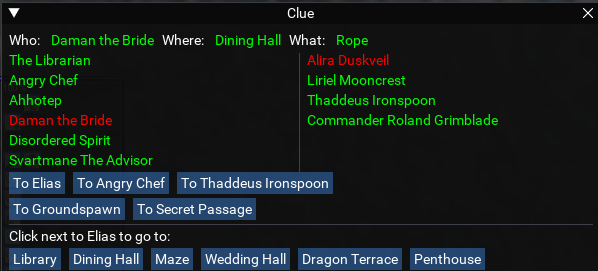 Clue
Who: Daman the Bride Where: Dining Hall What: Rope
The Librarian
Angry Chef
Ahhotep
Daman the Bride
Disordered Spirit
Svartmane The Advisor
Alira Duskveil
Liriel Mooncrest
Thaddeus Ironspoon
Commander Roland Grimblade
To Elias To Angry Chef To Thaddeus Ironspoon
To Groundspawn To Secret Passage
Click next to Elias to go to:
Library Dining Hall Maze Wedding Hall Dragon Terrace Penthouse